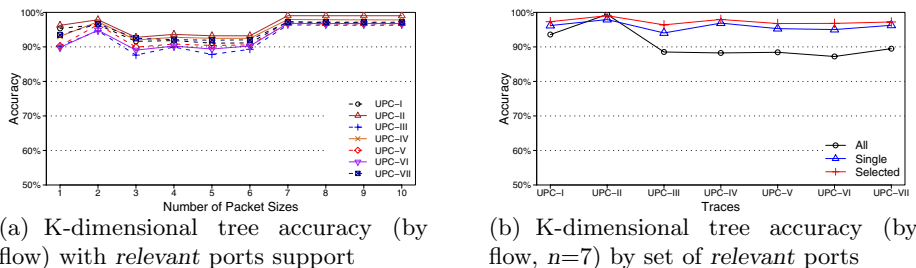 100%
90%
80%
70%
60%
50%
Accuracy
1 2 3 4 5 6 7 8 9 10
Number of Packet Sizes
UPC−I
UPC−II
UPC−III
UPC−IV
UPC−V
UPC−VI
UPC−VII
(a) K-dimensional tree accuracy (by
flow) with relevant ports support
100%
90%
80%
70%
60%
50%
Accuracy
UPC−I UPC−II UPC−III UPC−IV UPC−V UPC−VI UPC−VII
Traces
All
Single
Selected
(b) K-dimensional tree accuracy (by
flow, n=7) by set of relevant ports